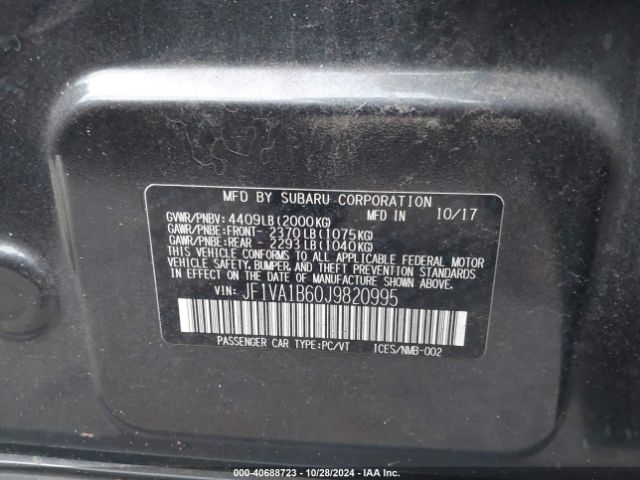 MFD BY SUBARU CORPORATION
GVWR/PNBV: 4409LB(2000KG) MFD IN 10/17
GAWR/PNBE:FRONT- 2370LB(1075KG)
GAWR/PNBE:REAR - 2293LB(1040KG)
THIS VEHICLE CONFORMS TO ALL APPLICABLE FEDERAL MOTOR
VEHICLE SAFETY,BUMPER, AND THEFT PREVENTION STANDARDS
IN EFFECT ON THE DATE OF MANUFACTURE SHOWN ABOVE.
VIN: JF1VA1B60J9820995
PASSENGER CAR TYPE:PC/VT ICES/NMB-002
000-40688723 - 10/28/2024 - IAA Inc.